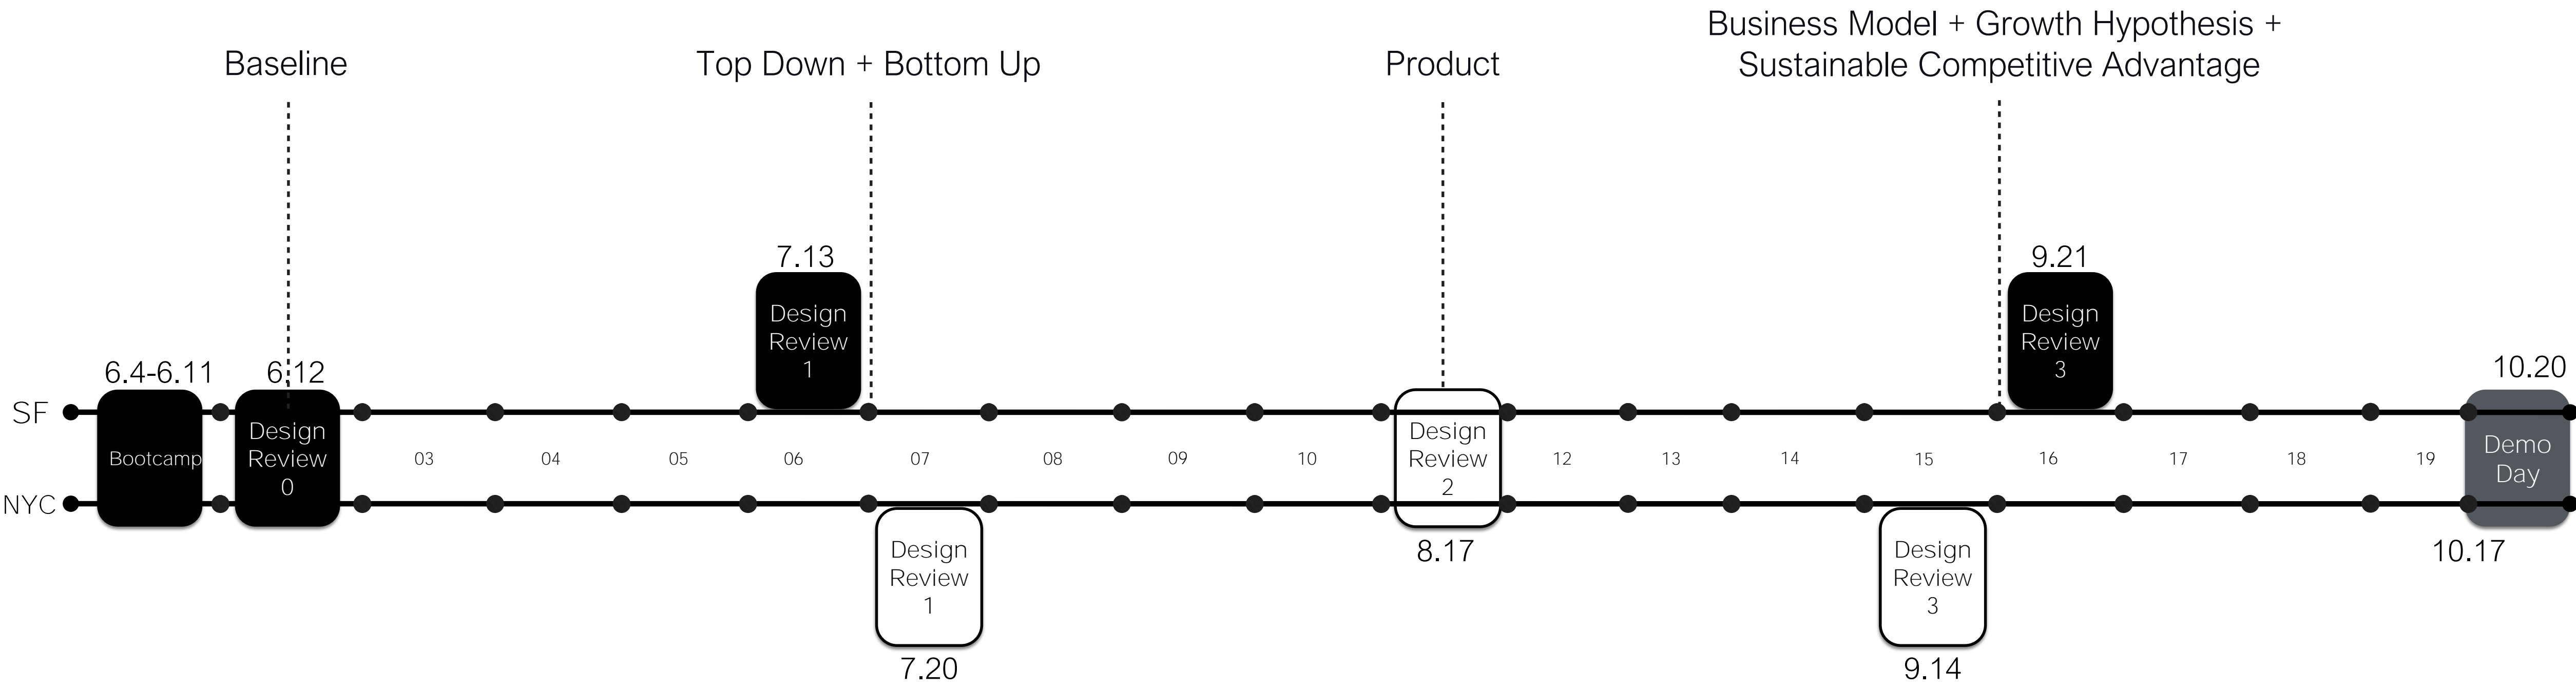 Business Model + Growth Hypothesis +
Baseline
Top Down + Bottom Up
Product
Sustainable Competitive Advantage
7.13
9.21
Design
Review
1
Design
Review
3
6.4-6.11
6.12
10.20
SF
Bootcamp
Design
Review
0
03
04
05
06
07
08
09
10
Design
Review
2
12
13
14
15
16
17
18
19
Demo
Day
NYC
8.17
10.17
Design
Review
1
Design
Review
3
7.20
9.14